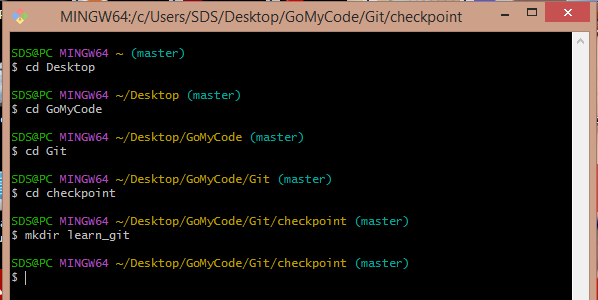 MINGW64:/c/Users/SDS/Desktop/GoMyCode/Git/checkpoint
SDS@PC MINGW64 ~ (master)
$ cd Desktop
SDS@PC MINGW64 ~/Desktop (master)
$ cd GoMyCode
SDS@PC MINGW64 ~/Desktop/GoMyCode (master)
$ cd Git
SDS@PC MINGW64 ~/Desktop/GoMyCode/Git (master)
$ cd checkpoint
SDS@PC MINGW64 ~/Desktop/GoMyCode/Git/checkpoint (master)
$ mkdir learn_git
SDS@PC MINGW64 ~/Desktop/GoMyCode/Git/checkpoint (master)
$